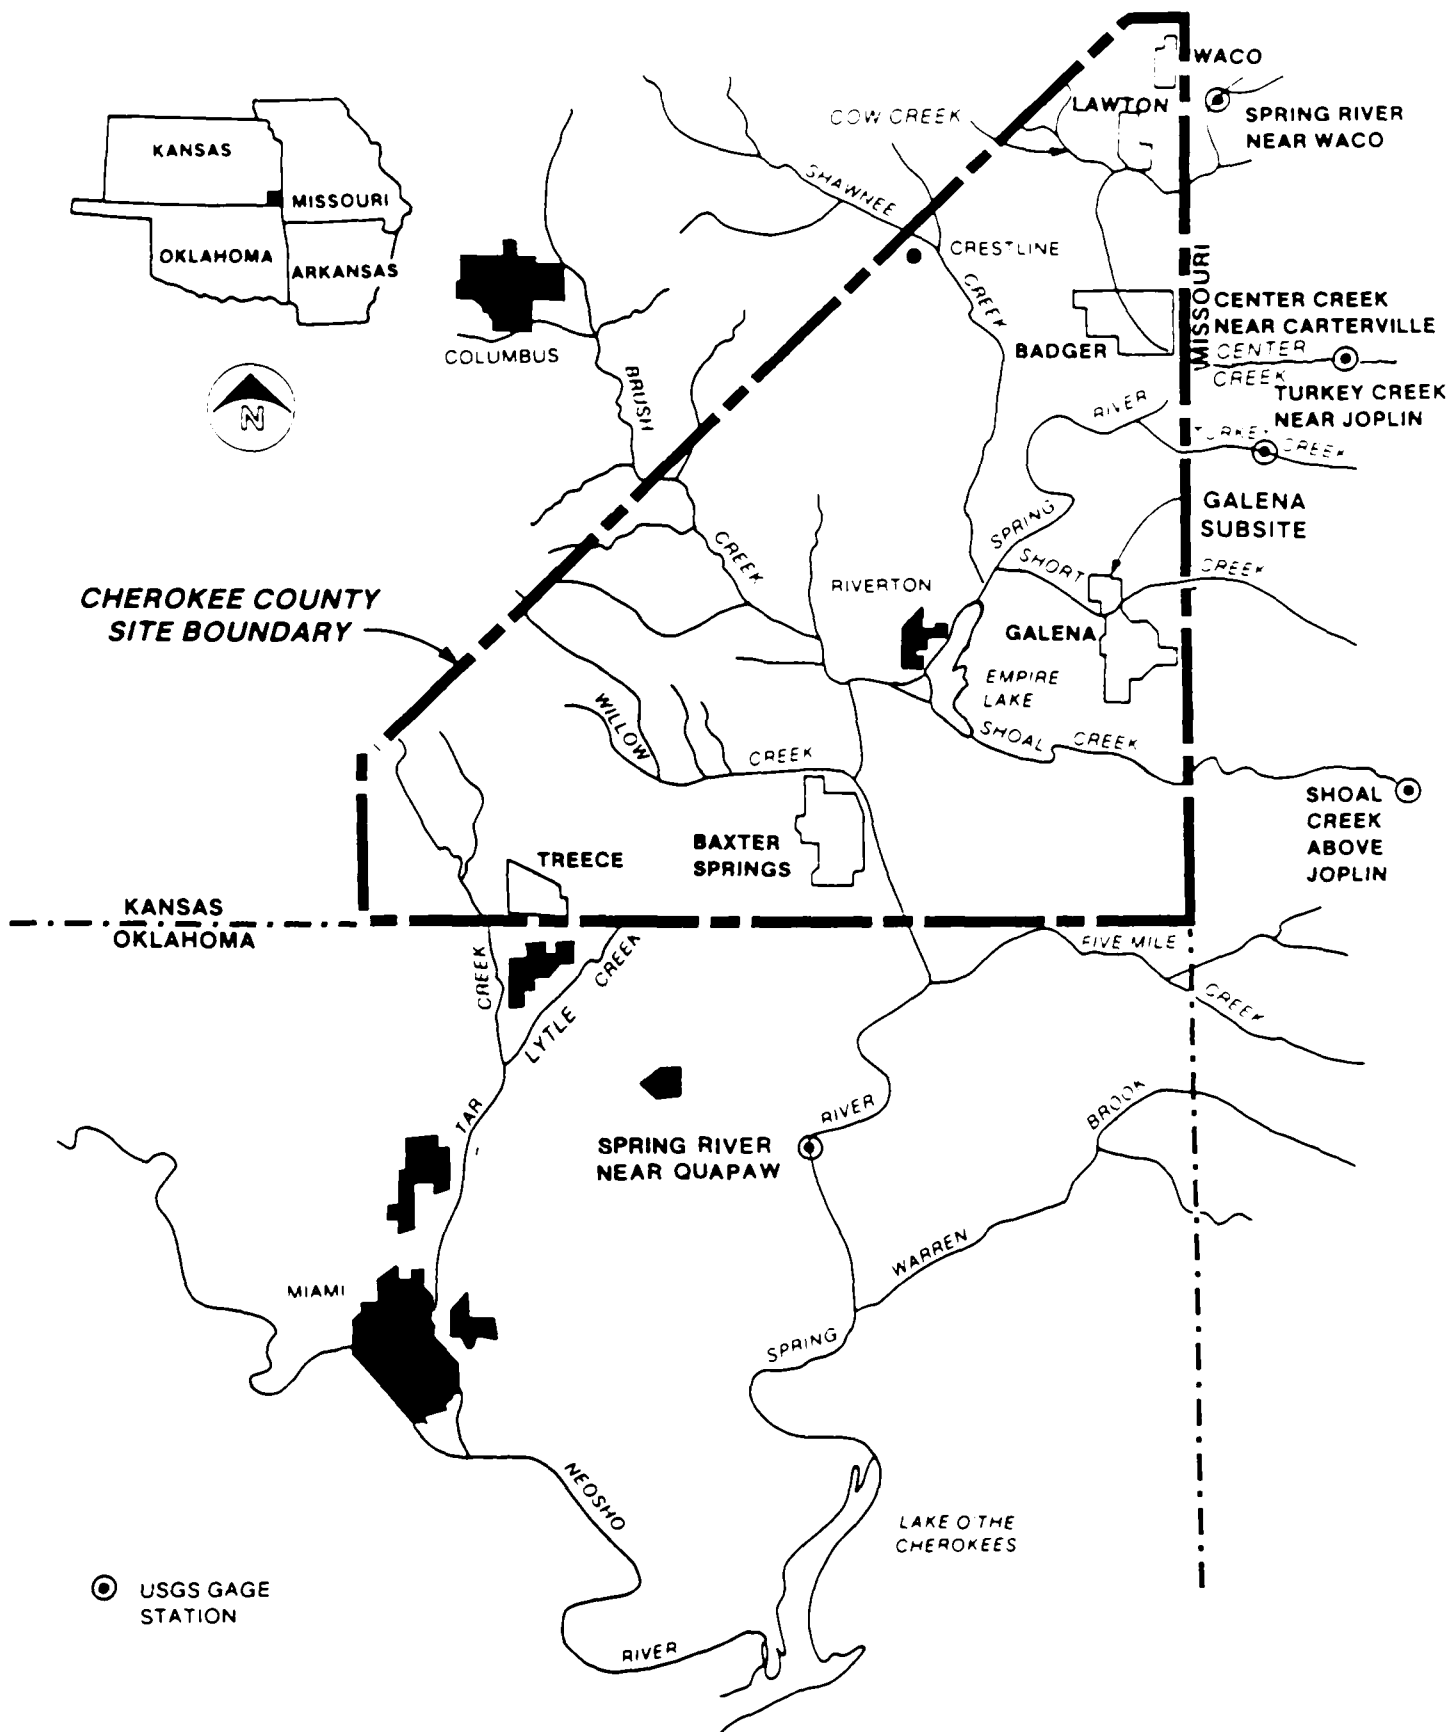 WACO
LAWTON
COW CREEK
SPRING RIVER
NEAR WACO
KANSAS
MISSOURI
OKLAHOMA
ARKANSAS
SHAWNEE
CRESTLINE
CREEK
MISSOURI
CENTER CREEK
NEAR CARTERVILLE
BADGER
CENTER
CREEK
COLUMBUS
N
BRUSH
TURKEY CREEK
NEAR JOPLIN
RIVER
TURKEY CREEK
GALENA
SUBSITE
SPRING
SHORT
CREEK
CREEK
RIVERTON
CHEROKEE COUNTY
SITE BOUNDARY
GALENA
EMPIRE
LAKE
WILLOW
CREEK
SHOAL CREEK
SHOAL
CREEK
ABOVE
JOPLIN
BAXTER
SPRINGS
TREECE
KANSAS
OKLAHOMA
FIVE MILE
CREEK
CREEK
LYTLE CREEK
TAR
RIVER
BROOK
SPRING RIVER
NEAR QUAPAW
WARREN
MIAMI
SPRING
NEOSHO
LAKE O'THE
CHEROKEES
USGS GAGE
STATION
RIVER